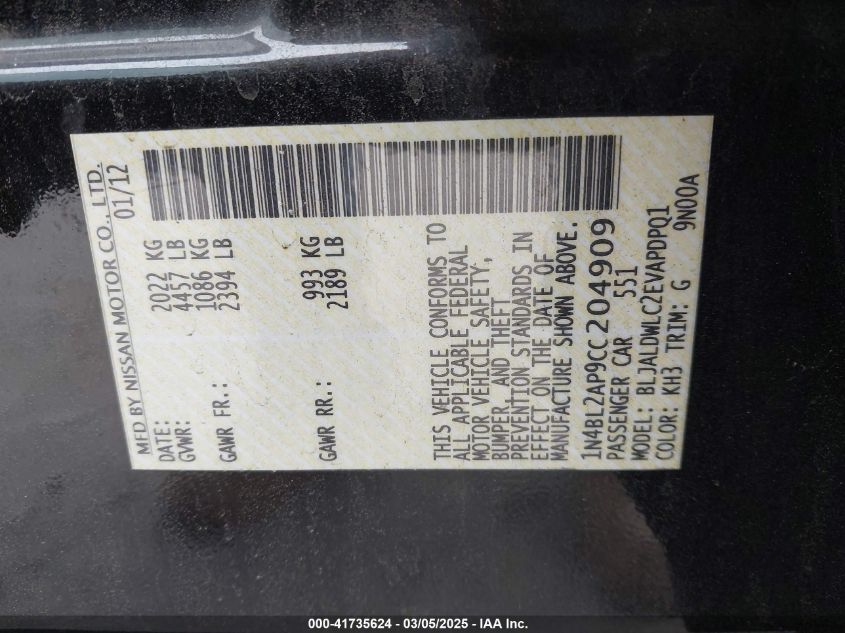 MFD BY NISSAN MOTOR CO., LTD.
DATE: 01/12
GVWR: 2022 KG
4457 LB
GAWR FR.: 1086 KG
2394 LB
GAWR RR.: 993 KG
2189 LB
THIS VEHICLE CONFORMS TO
ALL APPLICABLE FEDERAL
MOTOR VEHICLE SAFETY,
BUMPER, AND THEFT
PREVENTION STANDARDS IN
EFFECT ON THE DATE OF
MANUFACTURE SHOWN ABOVE.
1N4BL2AP9CC204909
PASSENGER CAR 551
MODEL: BLJALDWLC2EVAPDPQ1
COLOR: KH3 TRIM: G 9N00A
000-41735624 | 03/05/2025 - IAA Inc.